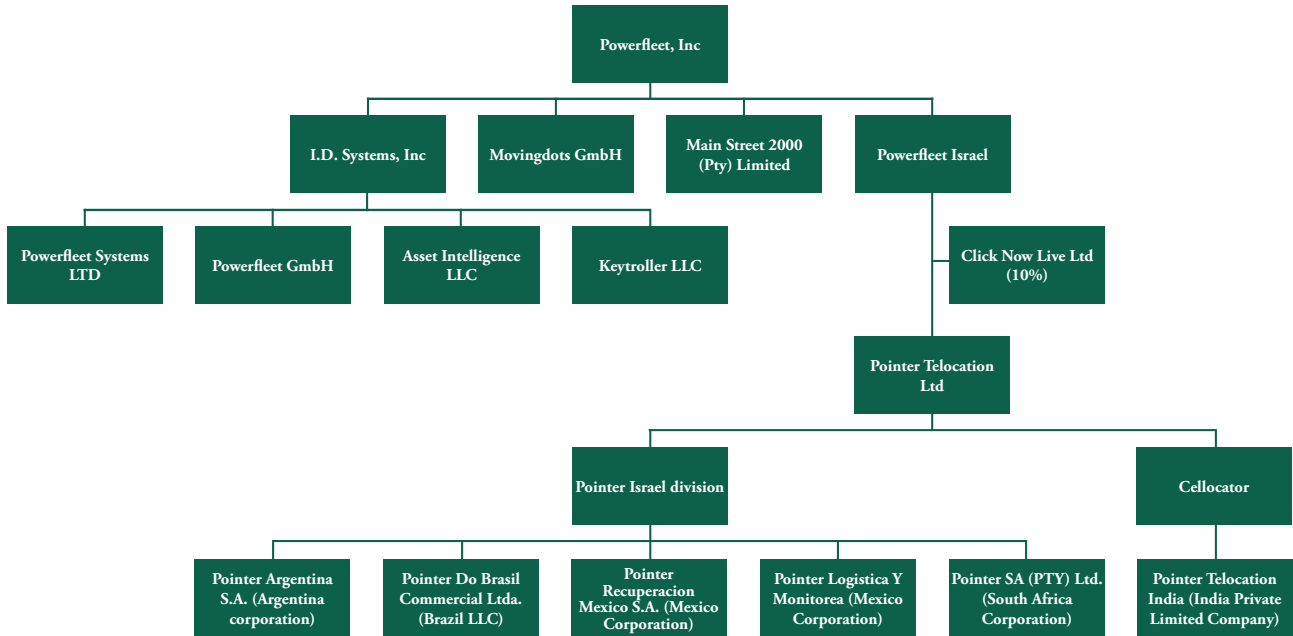 Powerfleet, Inc
I.D. Systems, Inc
Movingdots GmbH
Main Street 2000
(Pty) Limited
Powerfleet Israel
Powerfleet Systems
LTD
Powerfleet GmbH
Asset Intelligence
LLC
Keytroller LLC
Click Now Live Ltd
(10%)
Pointer Telocation
Ltd
Pointer Israel division
Cellocator
Pointer Argentina
S.A. (Argentina
corporation)
Pointer Do Brasil
Commercial Ltda.
(Brazil LLC)
Pointer
Recuperacion
Mexico S.A. (Mexico
Corporation)
Pointer Logistica Y
Monitorea (Mexico
Corporation)
Pointer SA (PTY) Ltd.
(South Africa
Corporation)
Pointer Telocation
India (India Private
Limited Company)